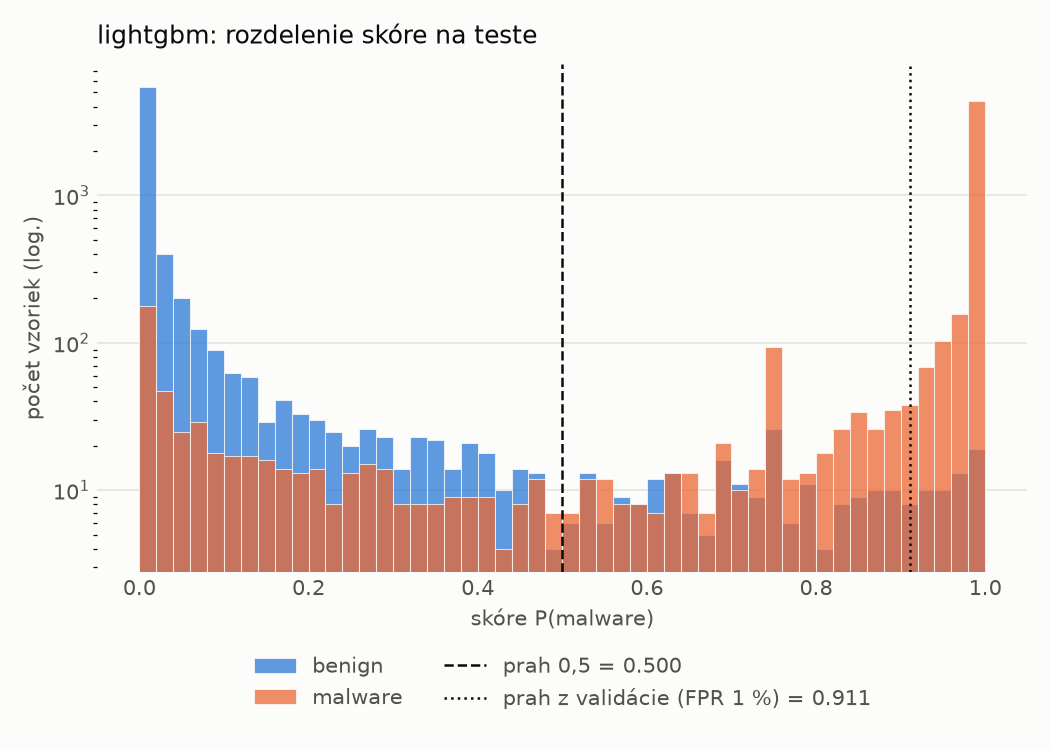 lightgbm: rozdelenie skóre na teste
počet vzoriek (log.)
10³
10²
10¹
0.0 0.2 0.4 0.6 0.8 1.0
skóre P(malware)
benign
malware
prah 0,5 = 0.500
prah z validácie (FPR 1 %) = 0.911